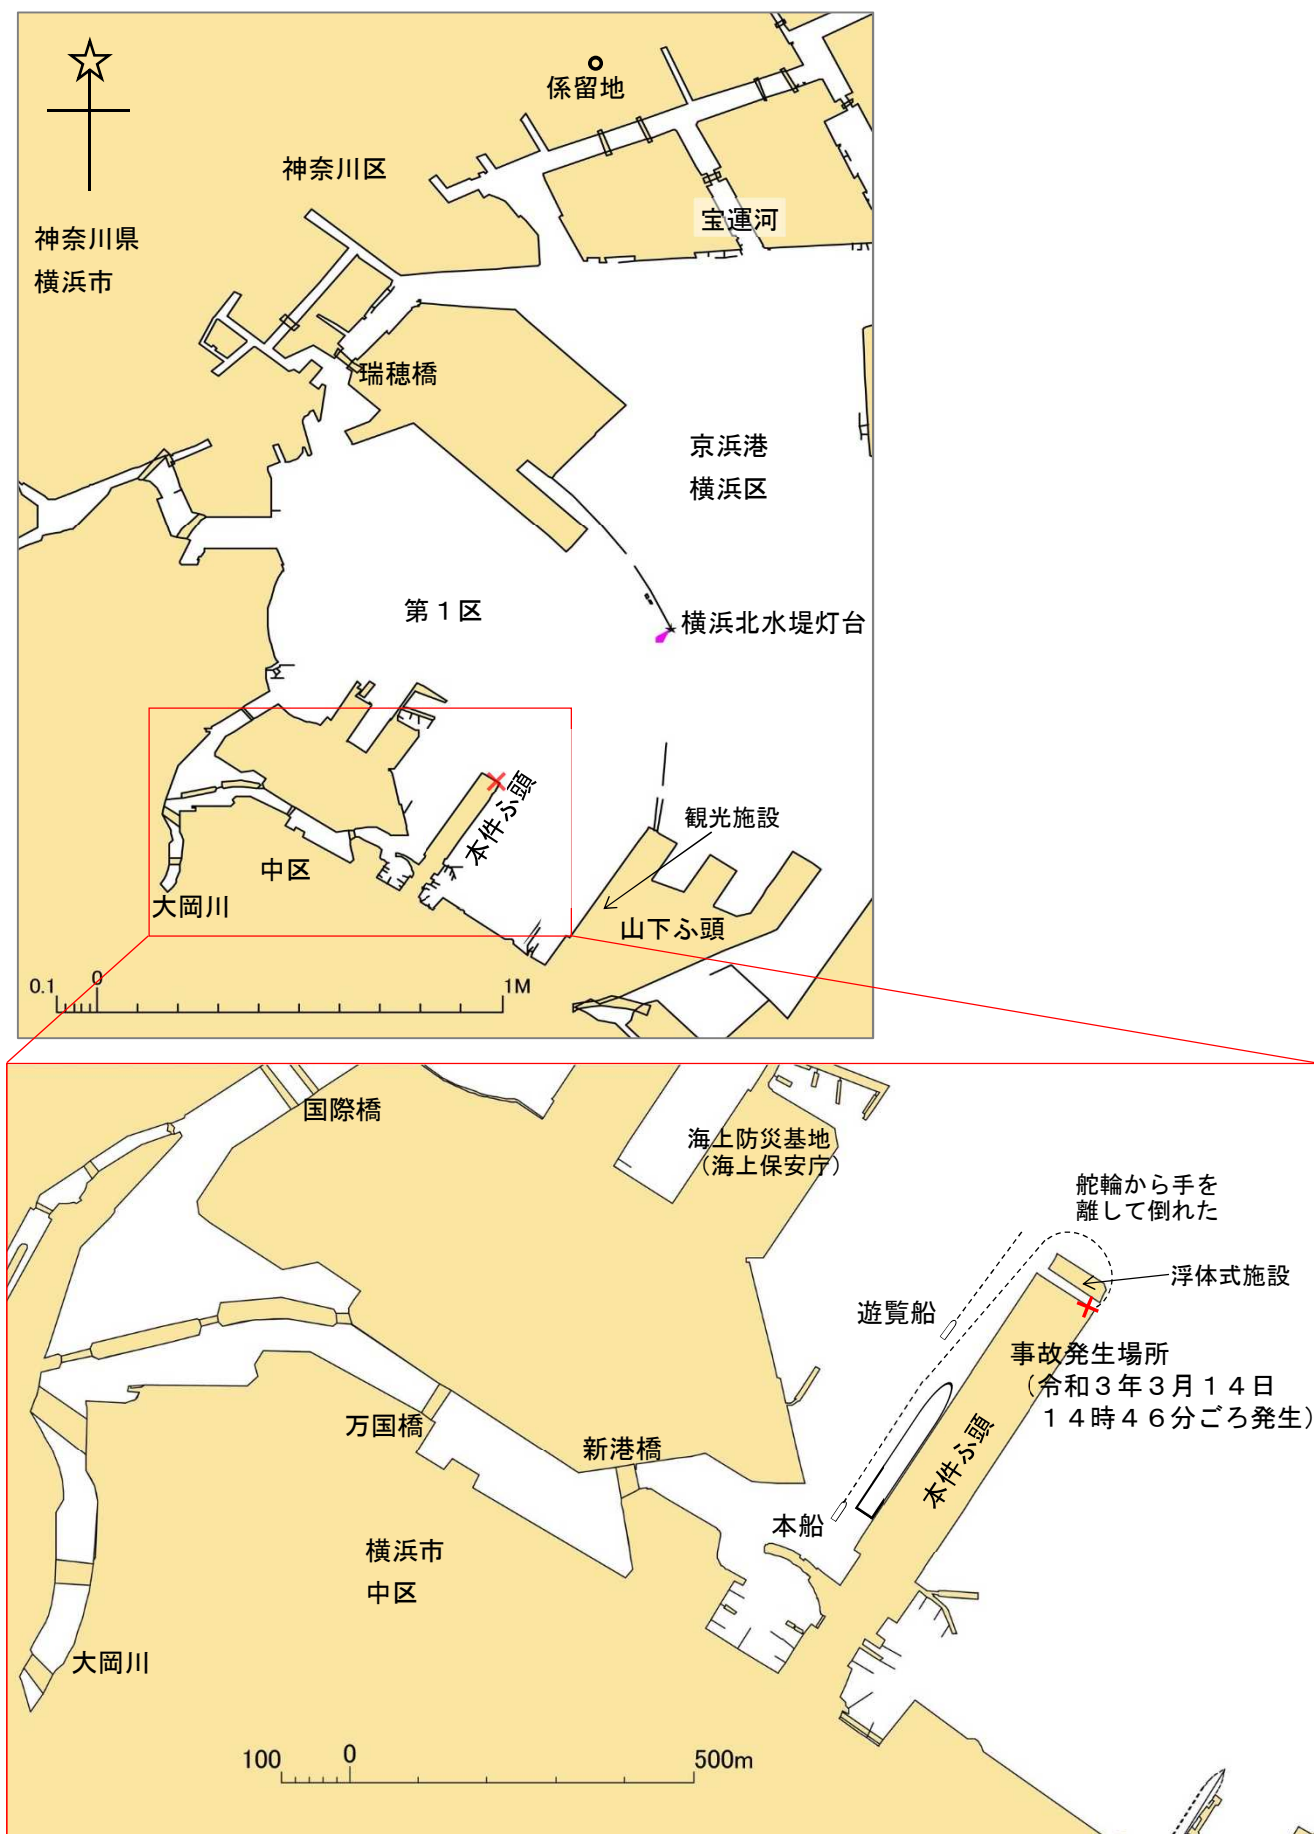 係留地
神奈川区
宝運河
神奈川県
横浜市
瑞穂橋
京浜港
横浜区
第１区
横浜北水堤灯台
本件ふ頭
観光施設
中区
大岡川
山下ふ頭
0.1 0 1M
国際橋
海上防災基地
（海上保安庁）
舵輪から手を
離して倒れた
浮体式施設
遊覧船
事故発生場所
（令和３年３月１４日
１４時４６分ごろ発生）
本件ふ頭
万国橋
新港橋
本船
横浜市
中区
大岡川
100 0 500m